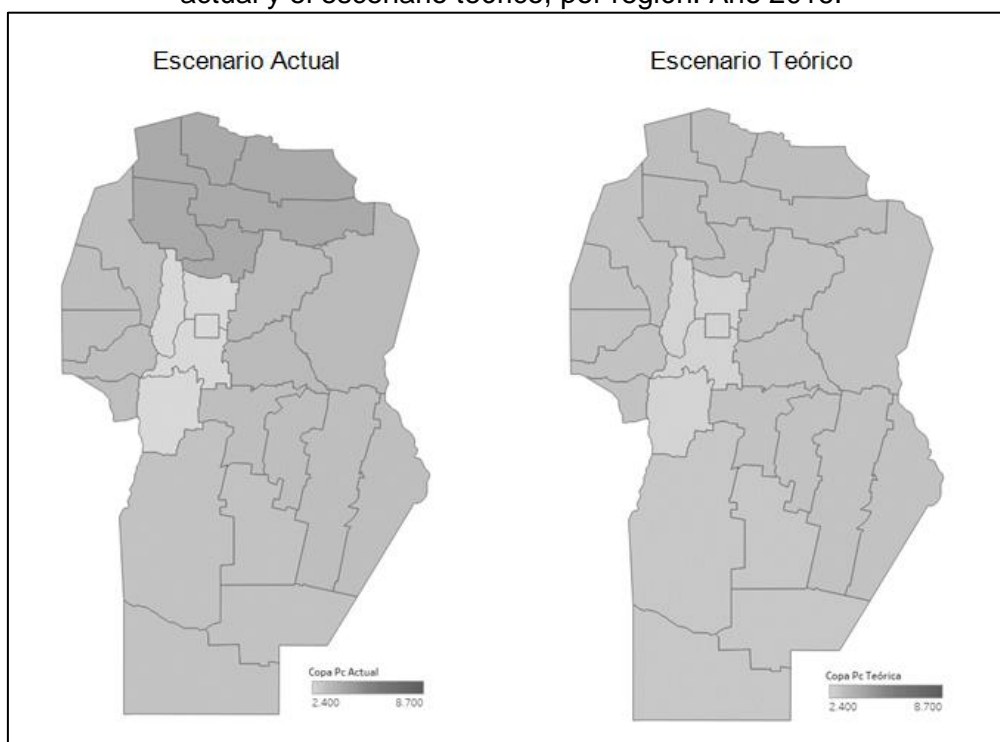 actual y el escenario teórico, por región. Año 2016.
Escenario Actual
Escenario Teórico
Copa Pc Actual
2.400 8.700
Copa Pc Teórica
2.400 8.700